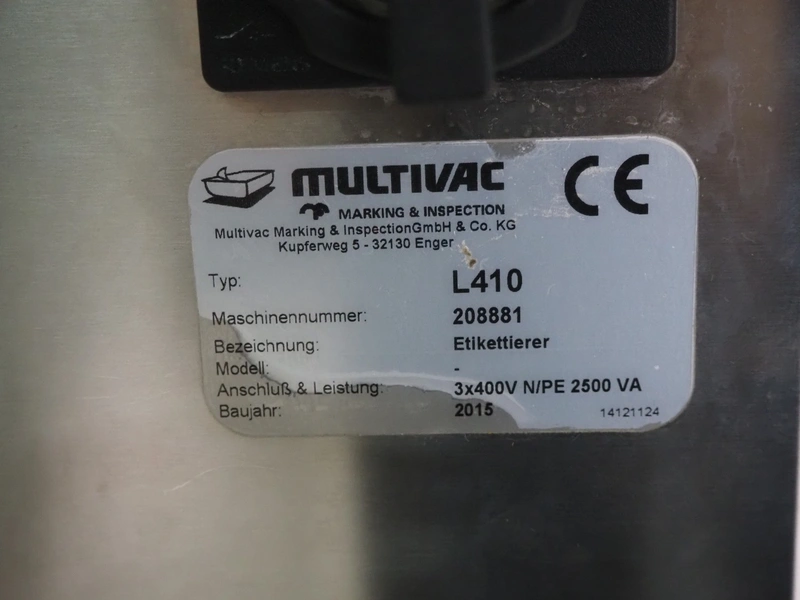 MULTIVAC
MARKING & INSPECTION
Multivac Marking & InspectionGmbH & Co. KG
Kupferweg 5 - 32130 Enger
CE
Typ: L410
Maschinennummer: 208881
Bezeichnung: Etikettierer
Modell: -
Anschluß & Leistung: 3x400V N/PE 2500 VA
Baujahr: 2015 14121124